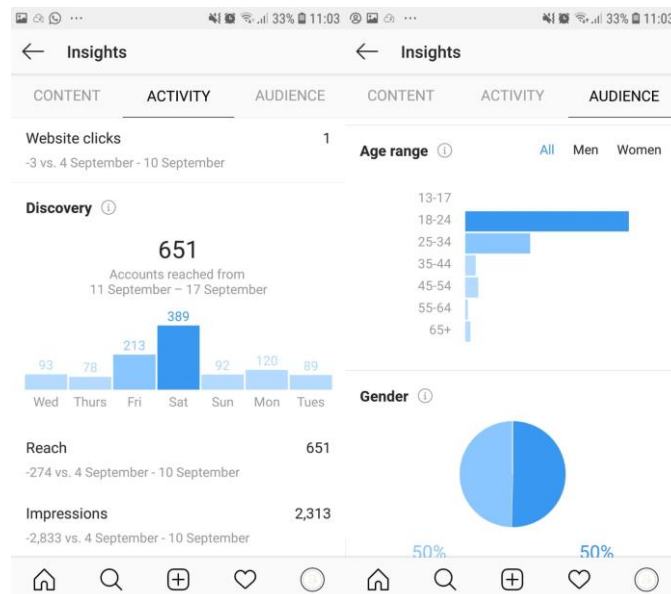 33% 11:03
Insights
CONTENT ACTIVITY AUDIENCE
Website clicks 1
-3 vs. 4 September - 10 September
Discovery
651
Accounts reached from
11 September – 17 September
93 78 213 389 92 120 89
Wed Thurs Fri Sat Sun Mon Tues
Reach 651
-274 vs. 4 September - 10 September
Impressions 2,313
-2,833 vs. 4 September - 10 September
33% 11:03
Insights
CONTENT ACTIVITY AUDIENCE
Age range All Men Women
13-17
18-24
25-34
35-44
45-54
55-64
65+
Gender
50% 50%